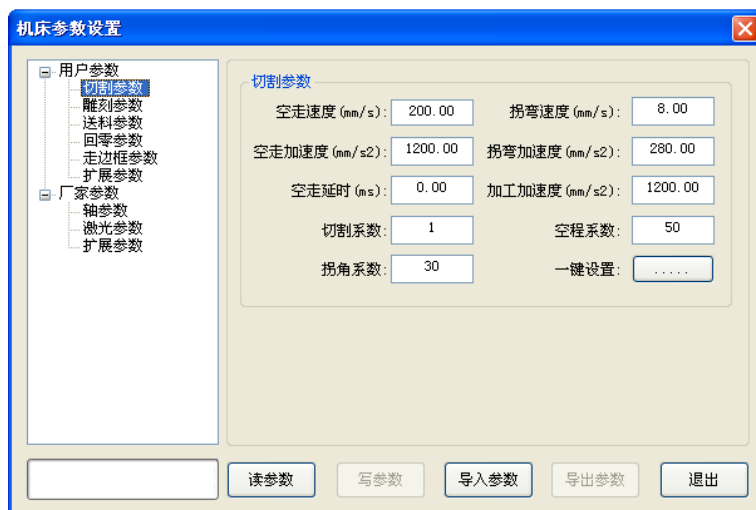 机床参数设置
用户参数
切割参数
雕刻参数
送料参数
回零参数
走边框参数
扩展参数
厂家参数
轴参数
激光参数
扩展参数
切割参数
空走速度(mm/s): 200.00 拐弯速度(mm/s): 8.00
空走加速度(mm/s2): 1200.00 拐弯加速度(mm/s2): 280.00
空走延时(ms): 0.00 加工加速度(mm/s2): 1200.00
切割系数: 1 空程系数: 50
拐角系数: 30 一键设置: .....
读参数 写参数 导入参数 导出参数 退出